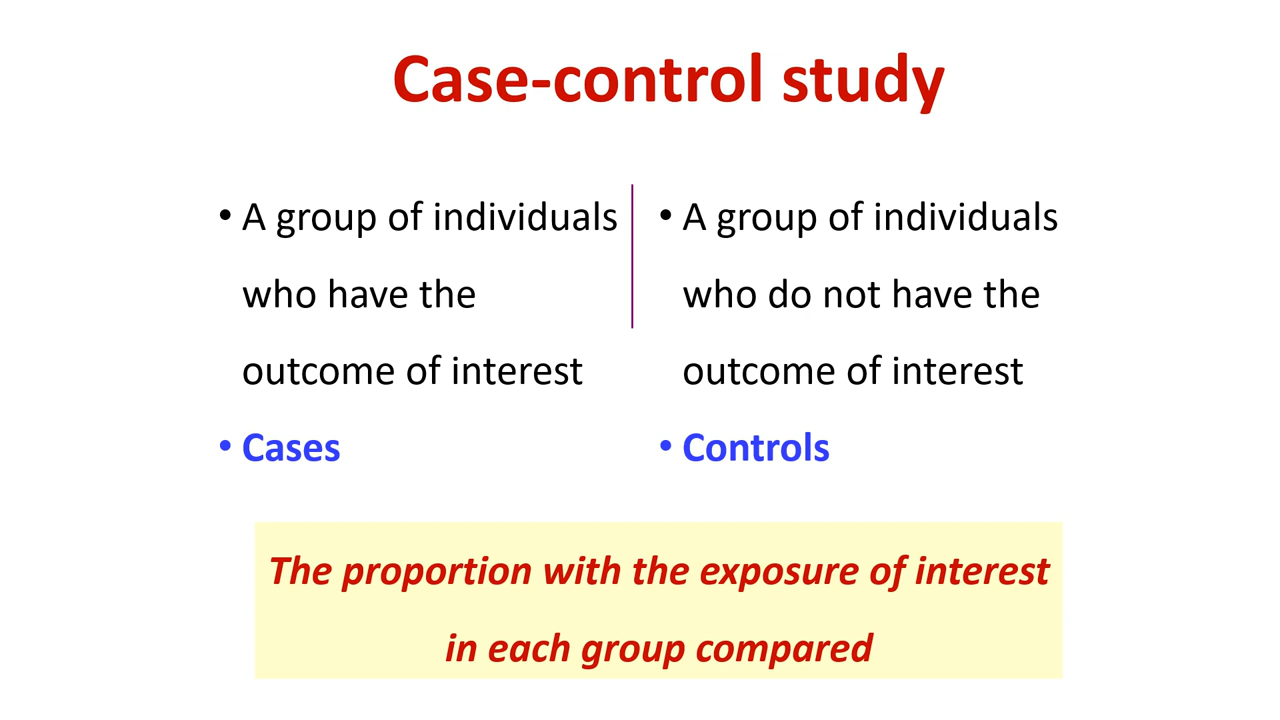 Case-control study
• A group of individuals
who have the
outcome of interest
• Cases
• A group of individuals
who do not have the
outcome of interest
• Controls
The proportion with the exposure of interest
in each group compared